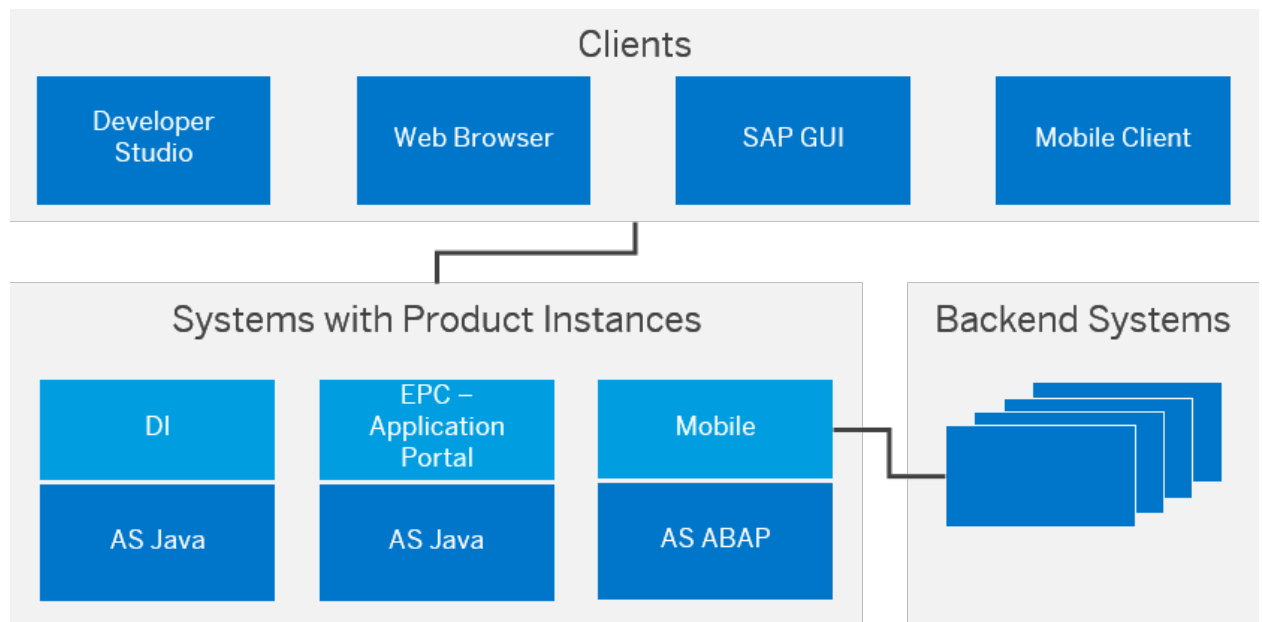 Clients
Developer
Studio
Web Browser
SAP GUI
Mobile Client
Systems with Product Instances
Backend Systems
DI
EPC –
Application
Portal
Mobile
AS Java
AS Java
AS ABAP